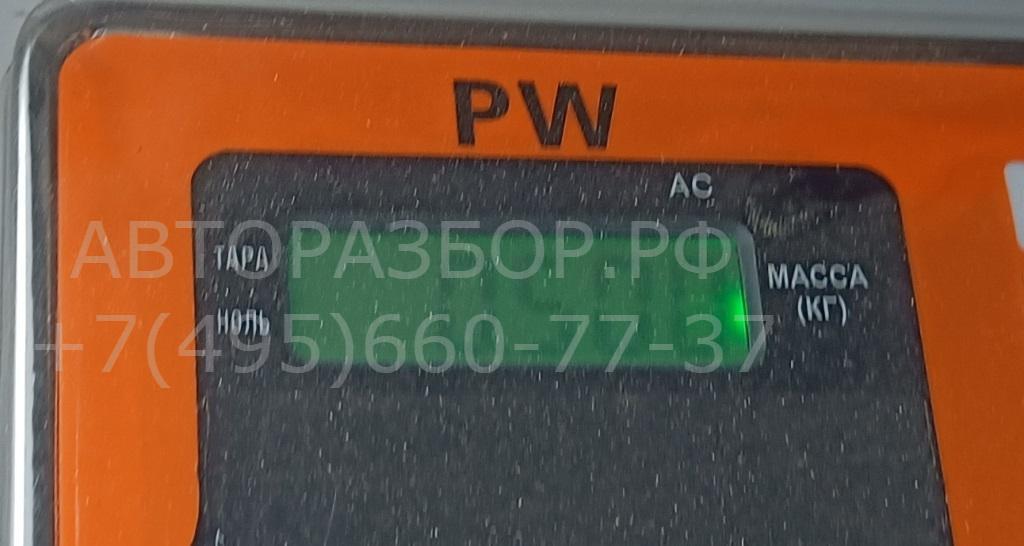 PW
AC
АВТОРАЗБОР.РФ
ТАРА
МАССА
(КГ)
НОЛЬ
+7(495)660-77-37